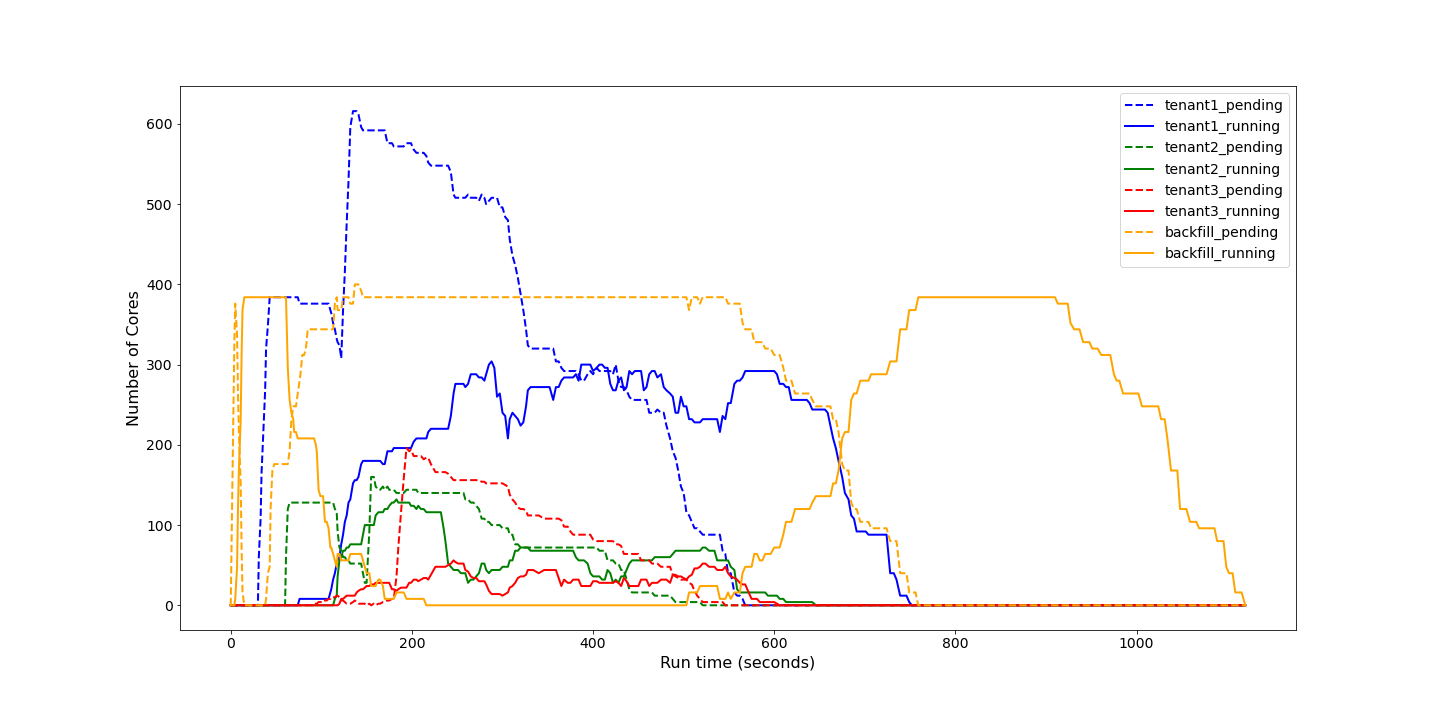 600
500
400
300
200
100
0
Number of Cores
0 200 400 600 800 1000
Run time (seconds)
tenant1_pending
tenant1_running
tenant2_pending
tenant2_running
tenant3_pending
tenant3_running
backfill_pending
backfill_running